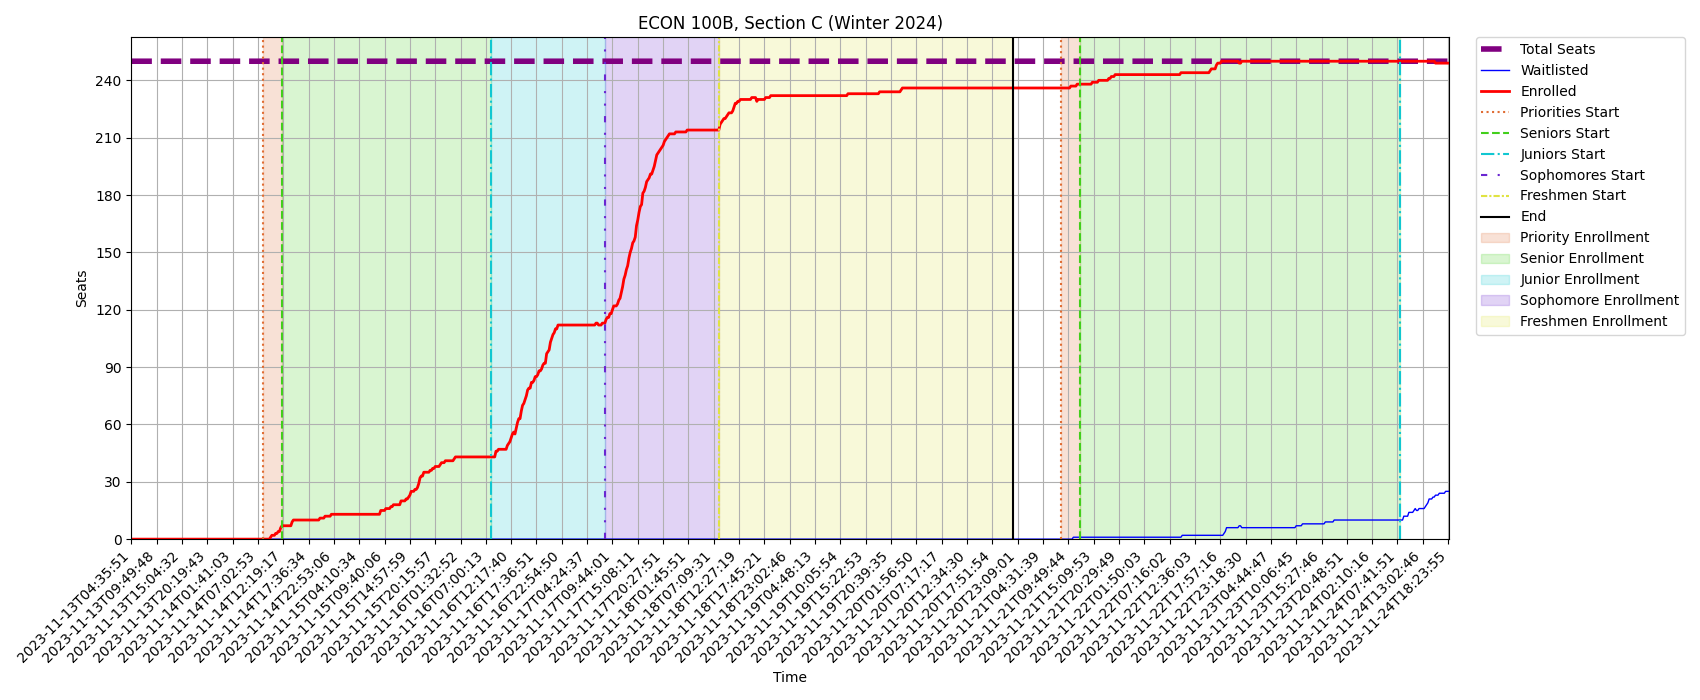 ECON 100B, Section C (Winter 2024)
Seats
240
210
180
150
120
90
60
30
0
2023-11-13T04:35:51
2023-11-13T09:49:48
2023-11-13T15:04:32
2023-11-13T20:19:43
2023-11-14T01:41:03
2023-11-14T07:02:53
2023-11-14T12:19:17
2023-11-14T17:36:34
2023-11-14T22:53:06
2023-11-15T04:10:34
2023-11-15T09:40:06
2023-11-15T14:57:59
2023-11-15T20:15:57
2023-11-16T01:32:52
2023-11-16T07:00:13
2023-11-16T12:17:40
2023-11-16T17:36:51
2023-11-16T22:54:50
2023-11-17T04:24:37
2023-11-17T09:44:01
2023-11-17T15:08:11
2023-11-17T20:27:51
2023-11-18T01:45:51
2023-11-18T07:09:31
2023-11-18T12:27:19
2023-11-18T17:45:21
2023-11-18T23:02:46
2023-11-19T04:48:13
2023-11-19T10:05:54
2023-11-19T15:22:53
2023-11-19T20:39:35
2023-11-20T01:56:50
2023-11-20T07:17:17
2023-11-20T12:34:30
2023-11-20T17:51:54
2023-11-20T23:09:01
2023-11-21T04:31:39
2023-11-21T09:49:44
2023-11-21T15:09:53
2023-11-21T20:29:49
2023-11-22T01:50:03
2023-11-22T07:16:02
2023-11-22T12:36:03
2023-11-22T17:57:16
2023-11-22T23:18:30
2023-11-23T04:44:47
2023-11-23T10:06:45
2023-11-23T15:27:46
2023-11-23T20:48:51
2023-11-24T02:10:16
2023-11-24T07:41:51
2023-11-24T13:02:46
2023-11-24T18:23:55
Time
Total Seats
Waitlisted
Enrolled
Priorities Start
Seniors Start
Juniors Start
Sophomores Start
Freshmen Start
End
Priority Enrollment
Senior Enrollment
Junior Enrollment
Sophomore Enrollment
Freshmen Enrollment